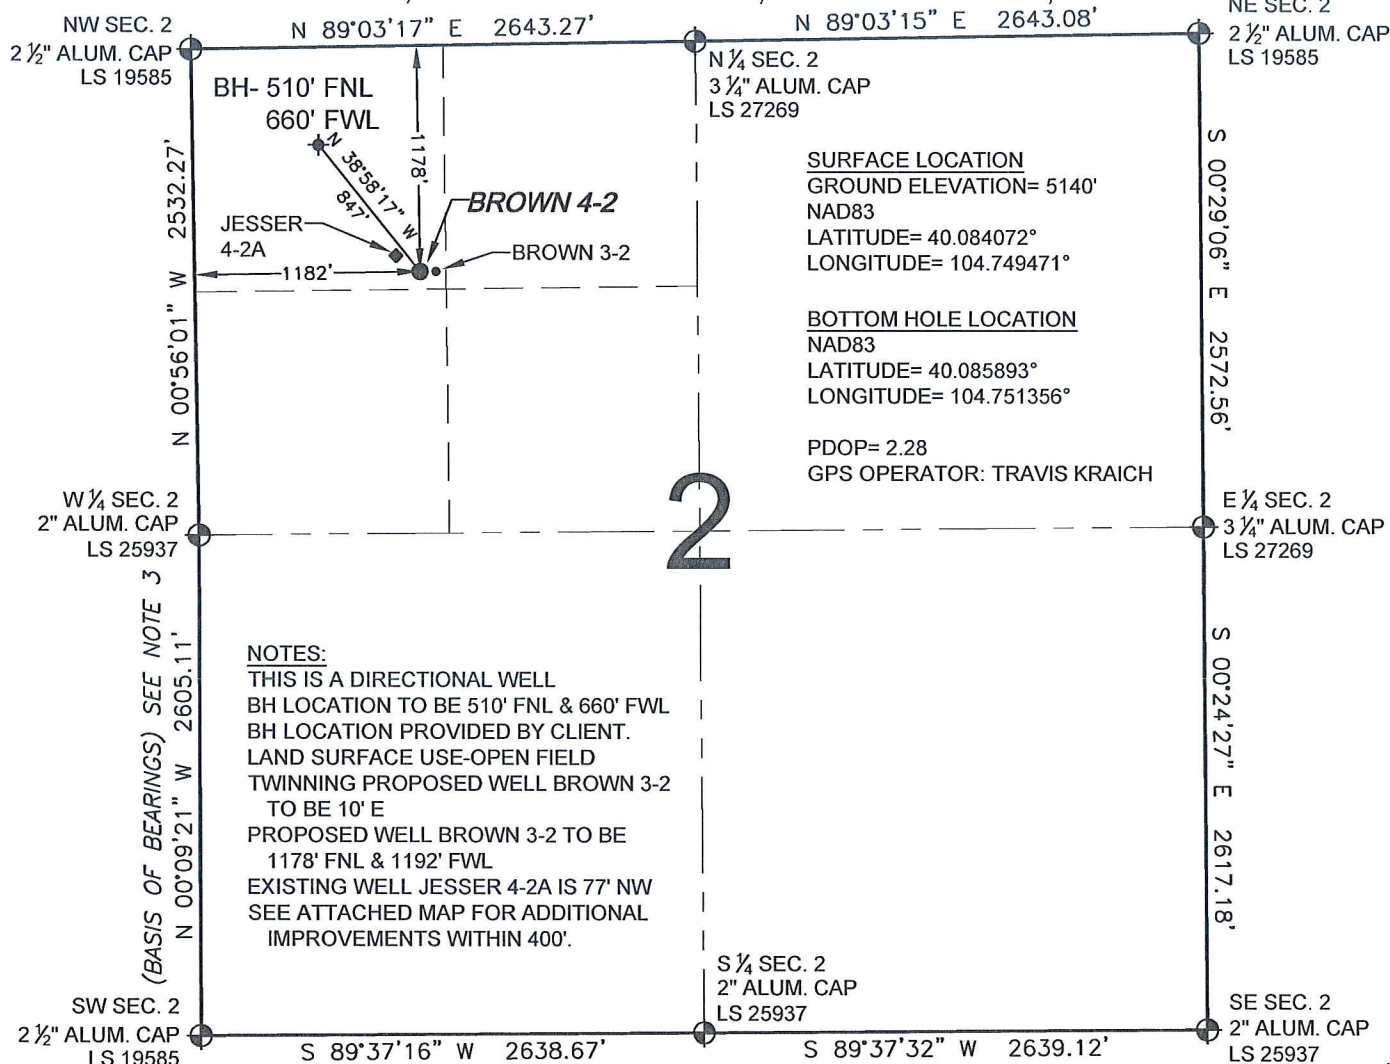 NW SEC. 2
2 ½" ALUM. CAP
LS 19585
N 89°03'17" E 2643.27'
N ¼ SEC. 2
3 ¼" ALUM. CAP
LS 27269
N 89°03'15" E 2643.08'
NE SEC. 2
2 ½" ALUM. CAP
LS 19585
BH- 510' FNL
660' FWL
N 38°58'17" W
847'
1178'
BROWN 4-2
JESSER
4-2A
BROWN 3-2
1182'
N 00°56'01" W 2532.27'
SURFACE LOCATION
GROUND ELEVATION= 5140'
NAD83
LATITUDE= 40.084072°
LONGITUDE= 104.749471°
BOTTOM HOLE LOCATION
NAD83
LATITUDE= 40.085893°
LONGITUDE= 104.751356°
PDOP= 2.28
GPS OPERATOR: TRAVIS KRAICH
S 00°29'06" E 2572.56'
W ¼ SEC. 2
2" ALUM. CAP
LS 25937
2
E ¼ SEC. 2
3 ¼" ALUM. CAP
LS 27269
(BASIS OF BEARINGS) SEE NOTE 3
N 00°09'21" W 2605.11'
NOTES:
THIS IS A DIRECTIONAL WELL
BH LOCATION TO BE 510' FNL & 660' FWL
BH LOCATION PROVIDED BY CLIENT.
LAND SURFACE USE-OPEN FIELD
TWINNING PROPOSED WELL BROWN 3-2
TO BE 10' E
PROPOSED WELL BROWN 3-2 TO BE
1178' FNL & 1192' FWL
EXISTING WELL JESSER 4-2A IS 77' NW
SEE ATTACHED MAP FOR ADDITIONAL
IMPROVEMENTS WITHIN 400'.
S 00°24'27" E 2617.18'
SW SEC. 2
2 ½" ALUM. CAP
LS 19585
S 89°37'16" W 2638.67'
S ¼ SEC. 2
2" ALUM. CAP
LS 25937
S 89°37'32" W 2639.12'
SE SEC. 2
2" ALUM. CAP
LS 25937